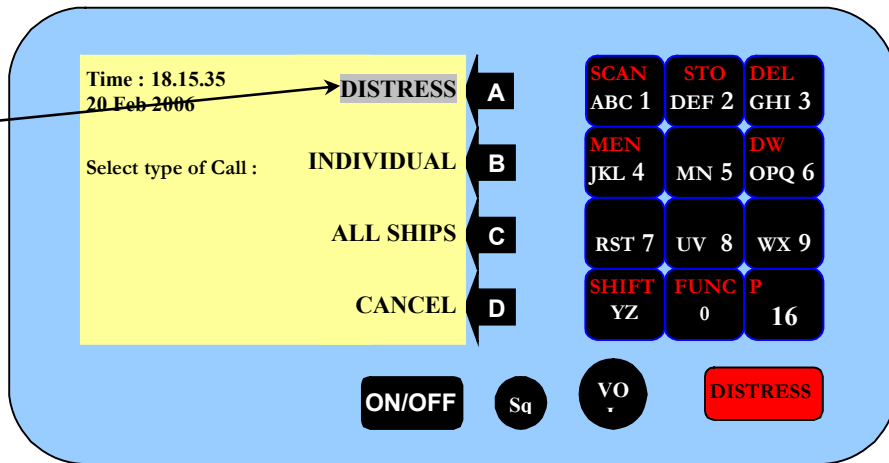 Time : 18.15.35
20 Feb 2006
DISTRESS
A
Select type of Call :
INDIVIDUAL
B
ALL SHIPS
C
CANCEL
D
SCAN STO DEL
ABC 1 DEF 2 GHI 3
MEN DW
JKL 4 MN 5 OPQ 6
RST 7 UV 8 WX 9
SHIFT FUNC P
YZ 0 16
ON/OFF
Sq
VO
DISTRESS